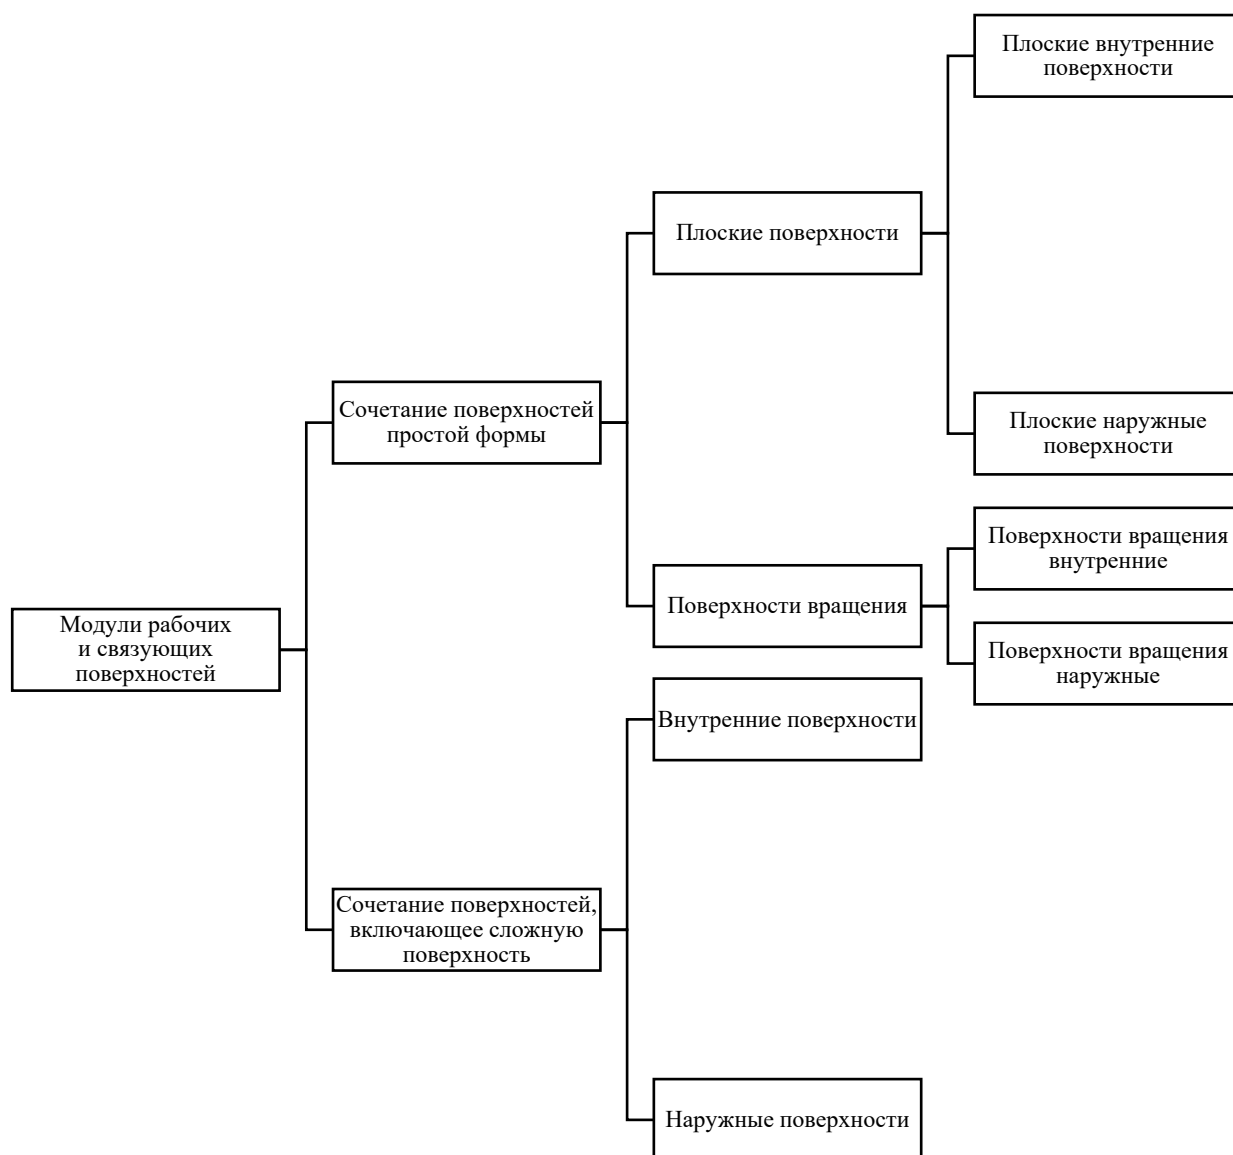 Плоские внутренние
поверхности
Плоские поверхности
Сочетание поверхностей
простой формы
Плоские наружные
поверхности
Поверхности вращения
внутренние
Поверхности вращения
Модули рабочих
и связующих
поверхностей
Поверхности вращения
наружные
Внутренние поверхности
Сочетание поверхностей,
включающее сложную
поверхность
Наружные поверхности